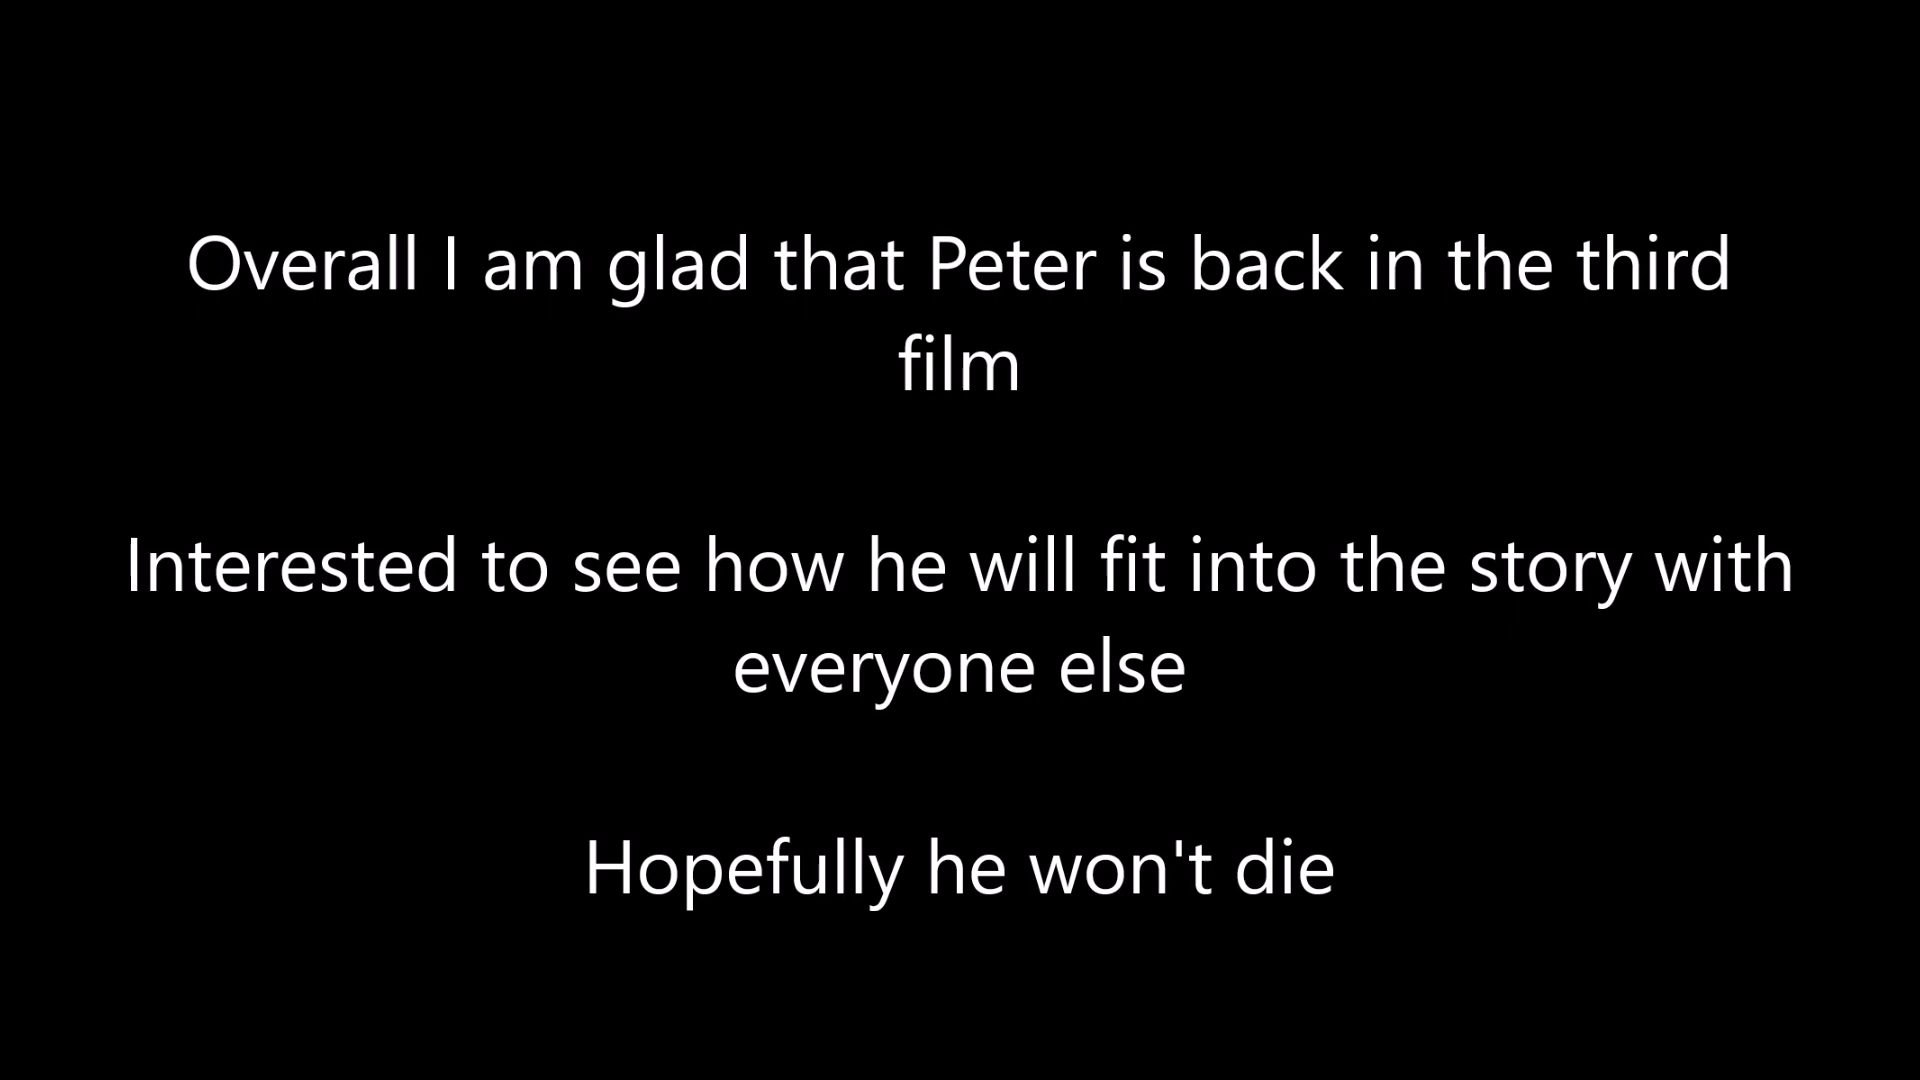 Overall I am glad that Peter is back in the third
film
Interested to see how he will fit into the story with
everyone else
Hopefully he won't die